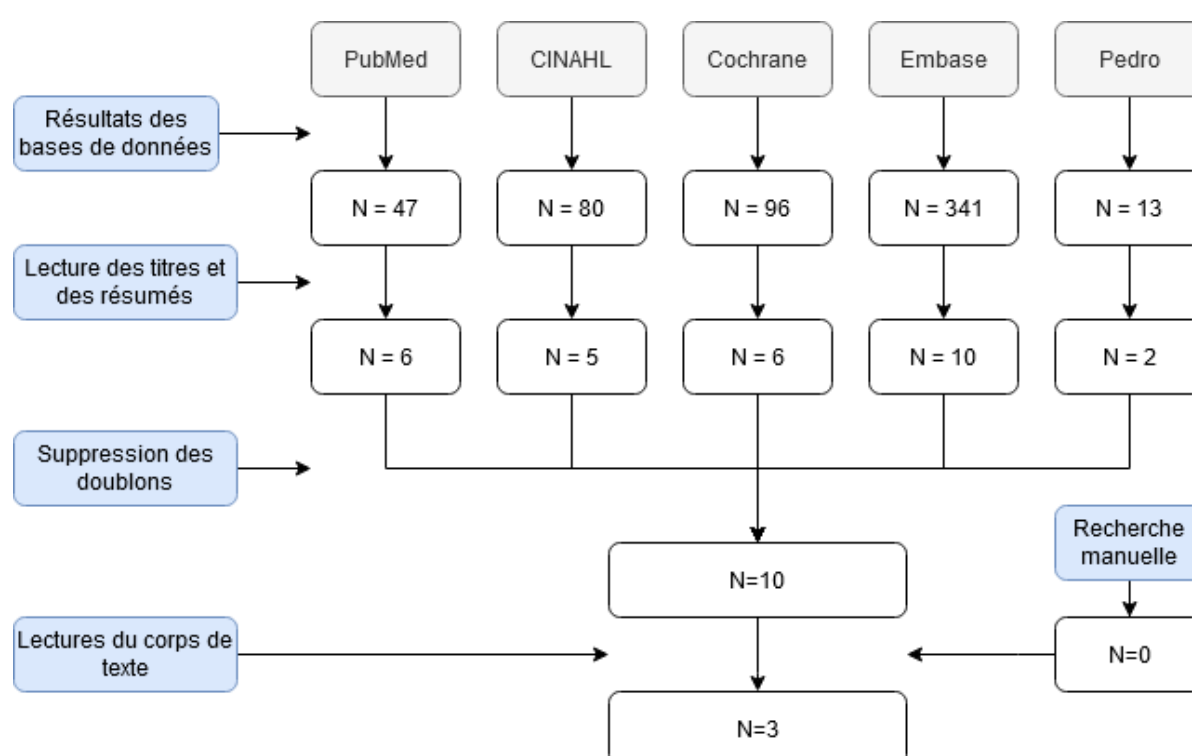 PubMed
CINAHL
Cochrane
Embase
Pedro
Résultats des
bases de données
N = 47
N = 80
N = 96
N = 341
N = 13
Lecture des titres et
des résumés
N = 6
N = 5
N = 6
N = 10
N = 2
Suppression des
doublons
N=10
Recherche
manuelle
Lectures du corps de
texte
N=0
N=3